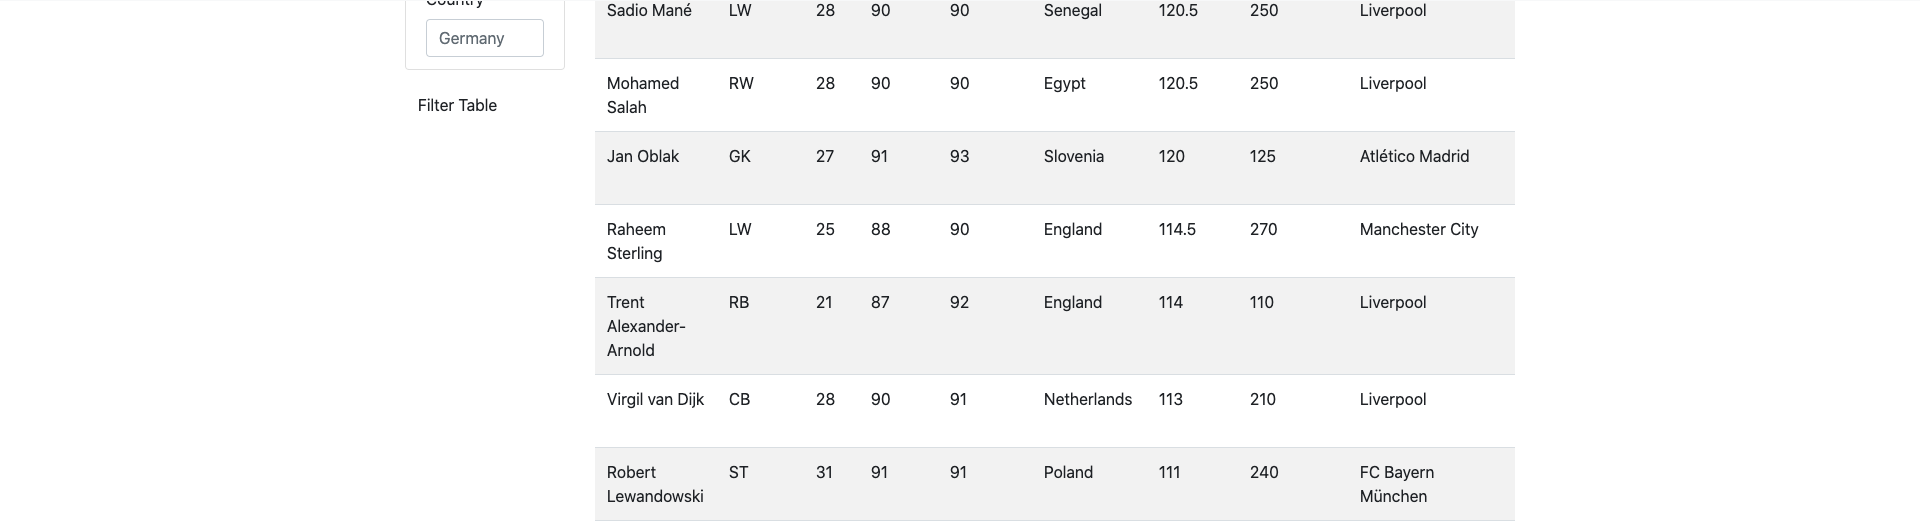 Country
Germany
Filter Table
Sadio Mané LW 28 90 90 Senegal 120.5 250 Liverpool
Mohamed RW 28 90 90 Egypt 120.5 250 Liverpool
Salah
Jan Oblak GK 27 91 93 Slovenia 120 125 Atlético Madrid
Raheem LW 25 88 90 England 114.5 270 Manchester City
Sterling
Trent RB 21 87 92 England 114 110 Liverpool
Alexander-
Arnold
Virgil van Dijk CB 28 90 91 Netherlands 113 210 Liverpool
Robert ST 31 91 91 Poland 111 240 FC Bayern
Lewandowski München